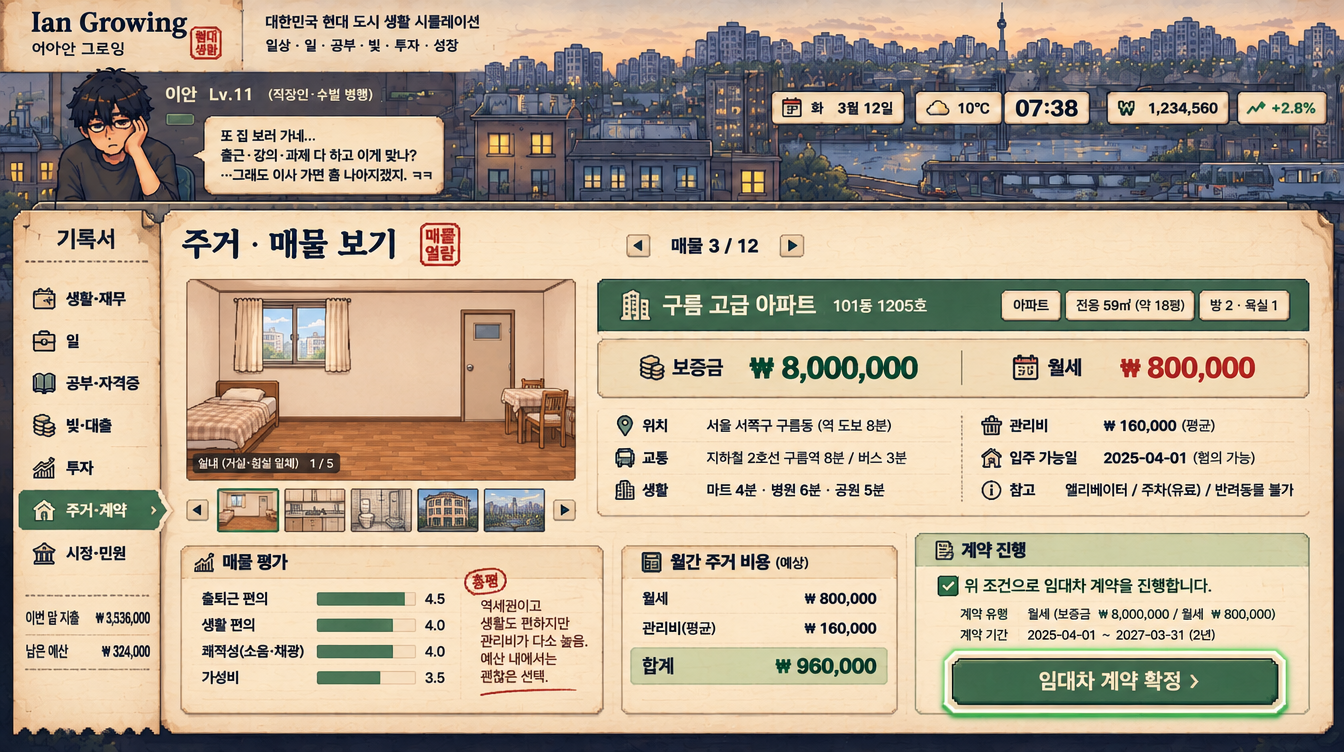 Ian Growing
어아안 그로잉
현대
생활
대한민국 현대 도시 생활 시뮬레이션
일상 · 일 · 공부 · 빚 · 투자 · 성장
이안 Lv.11 (직장인·수벌 병행)
또 집 보러 가네...
출근·강의·과제 다 하고 이게 맞나?
…그래도 이사 가면 흠 나아지겠지. ㅋㅋ
화 3월 12일
10°C
07:38
₩ 1,234,560
+2.8%
기록서
생활·재무
일
공부·자격증
빚·대출
투자
주거·계약
시정·민원
이번 말 지출 ₩ 3,536,000
남은 예산 ₩ 324,000
주거 · 매물 보기
매물
열람
매물 3 / 12
실내 (거실·침실 일체) 1 / 5
구름 고급 아파트 101동 1205호
아파트
전용 59㎡ (약 18평)
방 2 · 욕실 1
보증금 ₩ 8,000,000
월세 ₩ 800,000
위치 서울 서쪽구 구름동 (역 도보 8분)
교통 지하철 2호선 구름역 8분 / 버스 3분
생활 마트 4분 · 병원 6분 · 공원 5분
관리비 ₩ 160,000 (평균)
입주 가능일 2025-04-01 (협의 가능)
참고 엘리베이터 / 주차(유료) / 반려동물 불가
매물 평가
출퇴근 편의 4.5
생활 편의 4.0
쾌적성(소음·채광) 4.0
가성비 3.5
총평
역세권이고
생활도 편하지만
관리비가 다소 높음.
예산 내에서는
괜찮은 선택.
월간 주거 비용 (예상)
월세 ₩ 800,000
관리비(평균) ₩ 160,000
합계 ₩ 960,000
계약 진행
위 조건으로 임대차 계약을 진행합니다.
계약 유행 월세 (보증금 ₩ 8,000,000 / 월세 ₩ 800,000)
계약 기간 2025-04-01 ~ 2027-03-31 (2년)
임대차 계약 확정 ›